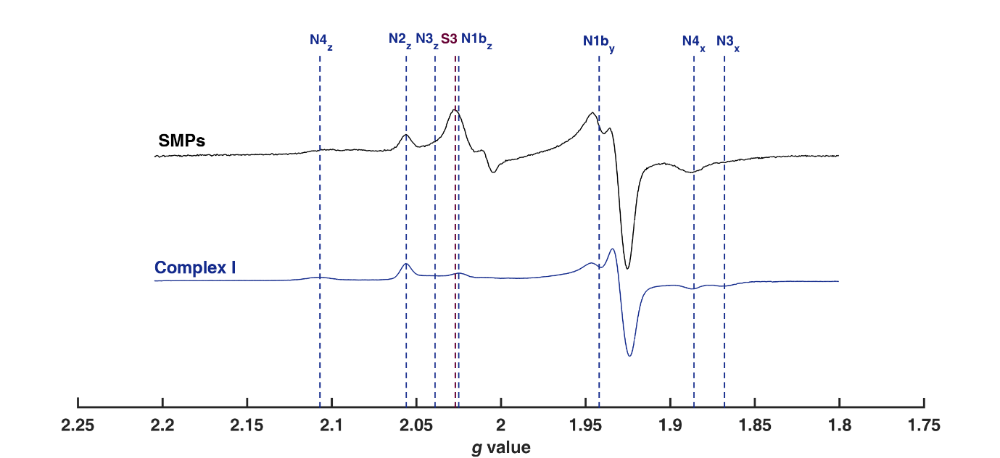 N4z N2z N3z S3 N1bz N1by N4x N3x
SMPs
Complex I
2.25 2.2 2.15 2.1 2.05 2 1.95 1.9 1.85 1.8 1.75
g value